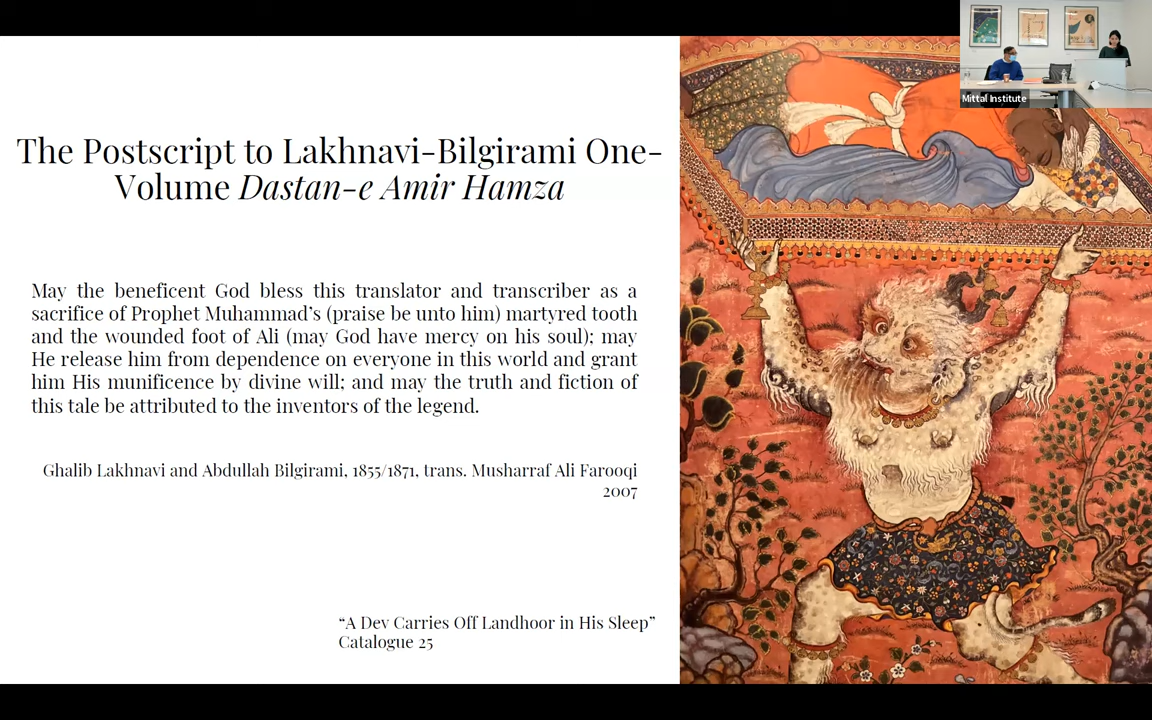 Mittal Institute
The Postscript to Lakhnavi-Bilgirami One-
Volume Dastan-e Amir Hamza
May the beneficent God bless this translator and transcriber as a
sacrifice of Prophet Muhammad’s (praise be unto him) martyred tooth
and the wounded foot of Ali (may God have mercy on his soul); may
He release him from dependence on everyone in this world and grant
him His munificence by divine will; and may the truth and fiction of
this tale be attributed to the inventors of the legend.
Ghalib Lakhnavi and Abdullah Bilgirami, 1855/1871, trans. Musharraf Ali Farooqi
2007
“A Dev Carries Off Landhoor in His Sleep”
Catalogue 25